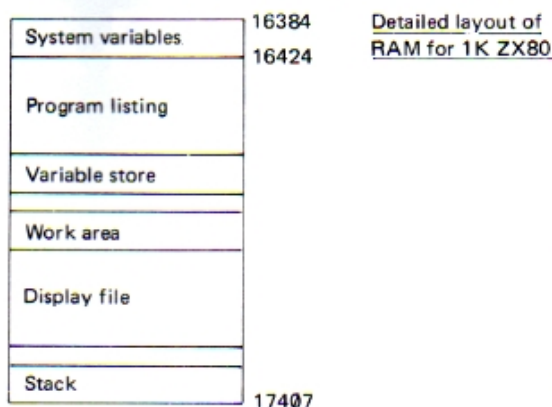 System variables
16384
16424
Program listing
Variable store
Work area
Display file
Stack
17407
Detailed layout of
RAM for 1K ZX80